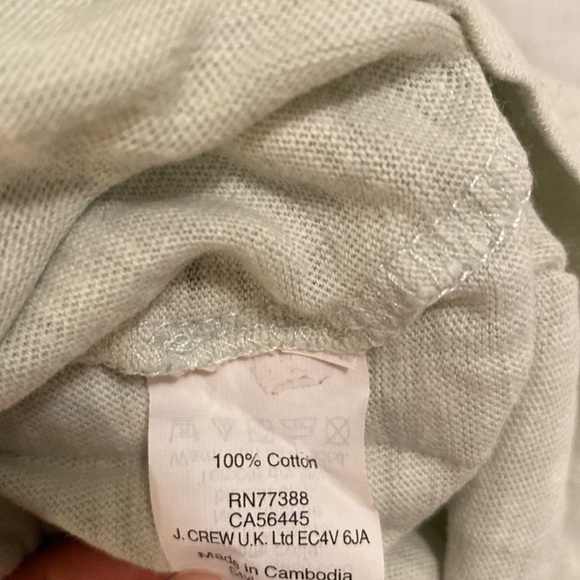 100% Cotton
RN77388
CA56445
J. CREW U.K. Ltd EC4V 6JA
Made in Cambodia